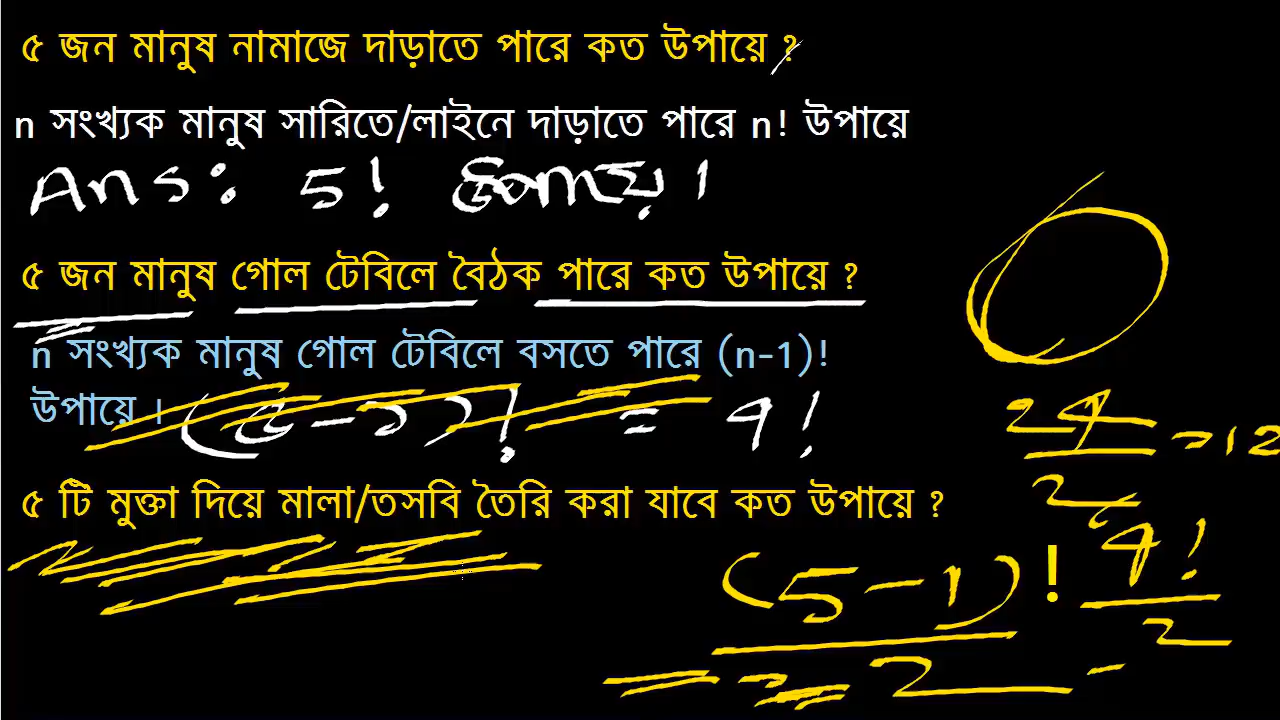 ৫ জন মানুষ নামাজে দাড়াতে পারে কত উপায়ে ?
n সংখ্যক মানুষ সারিতে/লাইনে দাড়াতে পারে n! উপায়ে
Ans: 5! উপায়ে।
৫ জন মানুষ গোল টেবিলে বৈঠক পারে কত উপায়ে ?
n সংখ্যক মানুষ গোল টেবিলে বসতে পারে (n-1)!
উপায়ে । (৫-১)! = 4!
24/2 = 12
৫ টি মুক্তা দিয়ে মালা/তসবি তৈরি করা যাবে কত উপায়ে ?
(5-1)!/2 = 4!/2